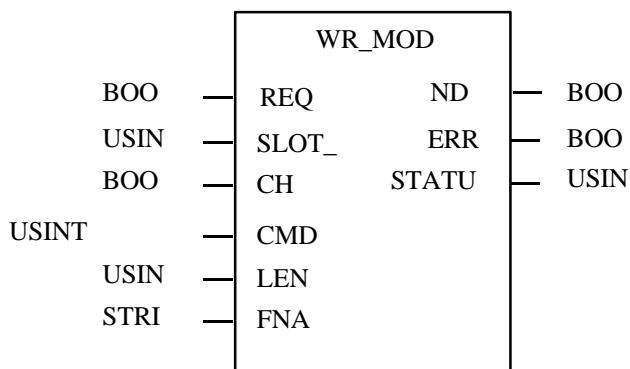 WR_MOD
BOO REQ ND BOO
USIN SLOT_ ERR BOO
BOO CH STATU USIN
USINT CMD
USIN LEN
STRI FNA